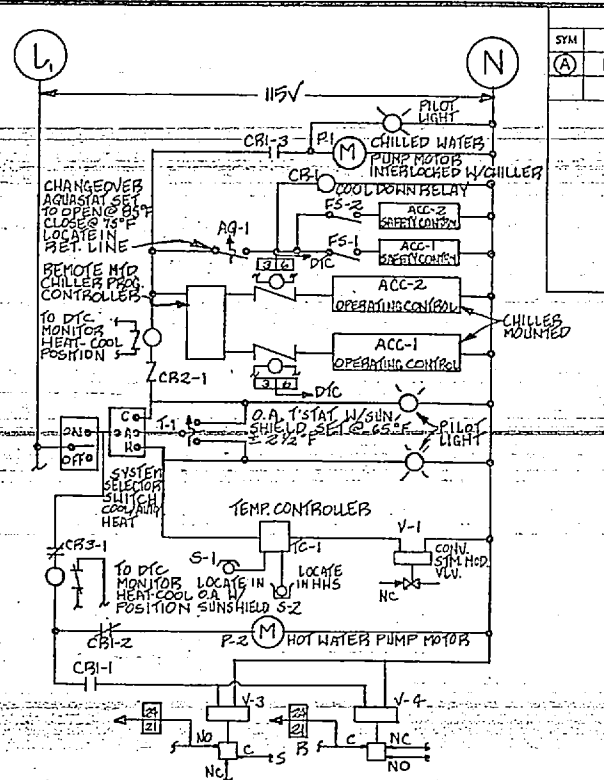 L1
N
SYM
A
115V
PILOT
LIGHT
CR1-3
P-1
M
CHILLED WATER
PUMP MOTOR
INTERLOCKED W/CHILLER
CR-1
COOL DOWN RELAY
CHANGEOVER
AQUASTAT SET
TO OPEN @ 85°F
CLOSE @ 75°F
LOCATE IN
RET. LINE
AQ-1
FS-2
ACC-2
SAFETY CONTROL
FS-1
ACC-1
SAFETY CONTROL
3 6
DTC
REMOTE MTD
CHILLER PROG.
CONTROLLER
ACC-2
OPERATING CONTROL
CHILLER
MOUNTED
TO DTC
MONITOR
HEAT-COOL
POSITION
ACC-1
OPERATING CONTROL
3 6
DTC
CR2-1
C
A
H
ON
OFF
T-1
O.A. T'STAT W/SUN
SHIELD SET @ 65°F
± 2 1/2°F
PILOT
LIGHT
SYSTEM
SELECTOR
SWITCH
COOL/AUTO
HEAT
TEMP. CONTROLLER
TC-1
V-1
CONV.
STM. MOD.
VLV.
NC
CR3-1
S-1
TO DTC
MONITOR
HEAT-COOL
POSITION
LOCATE IN
O.A. W/
SUNSHIELD
S-2
LOCATE
IN HHS
CR1-2
P-2
M
HOT WATER PUMP MOTOR
CR1-1
V-3
V-4
24
21
NO
C
S
NC
24
21
R
C
NC
NO